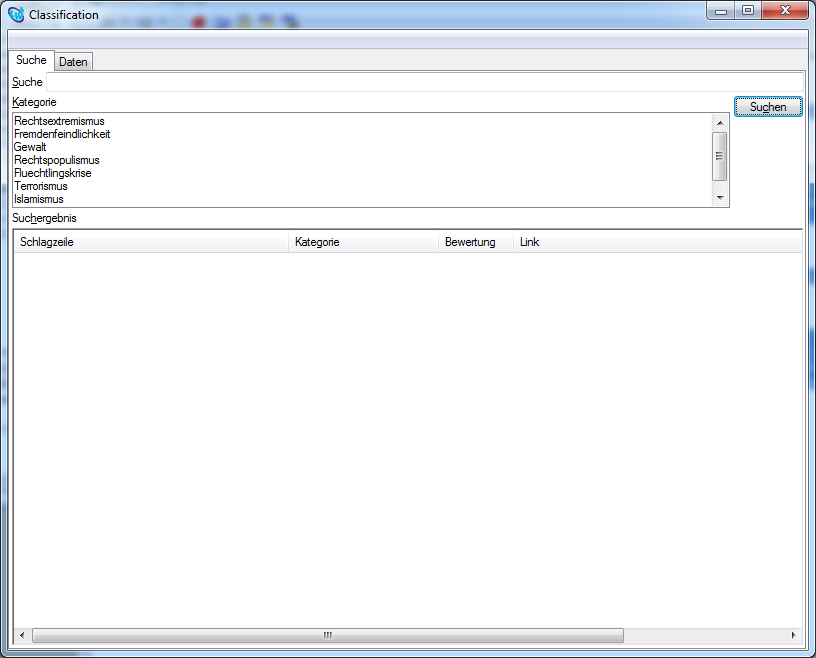 Classification
Suche Daten
Suche
Kategorie
Suchen
Rechtsextremismus
Fremdenfeindlichkeit
Gewalt
Rechtspopulismus
Fluechtlingskrise
Terrorismus
Islamismus
Suchergebnis
Schlagzeile Kategorie Bewertung Link